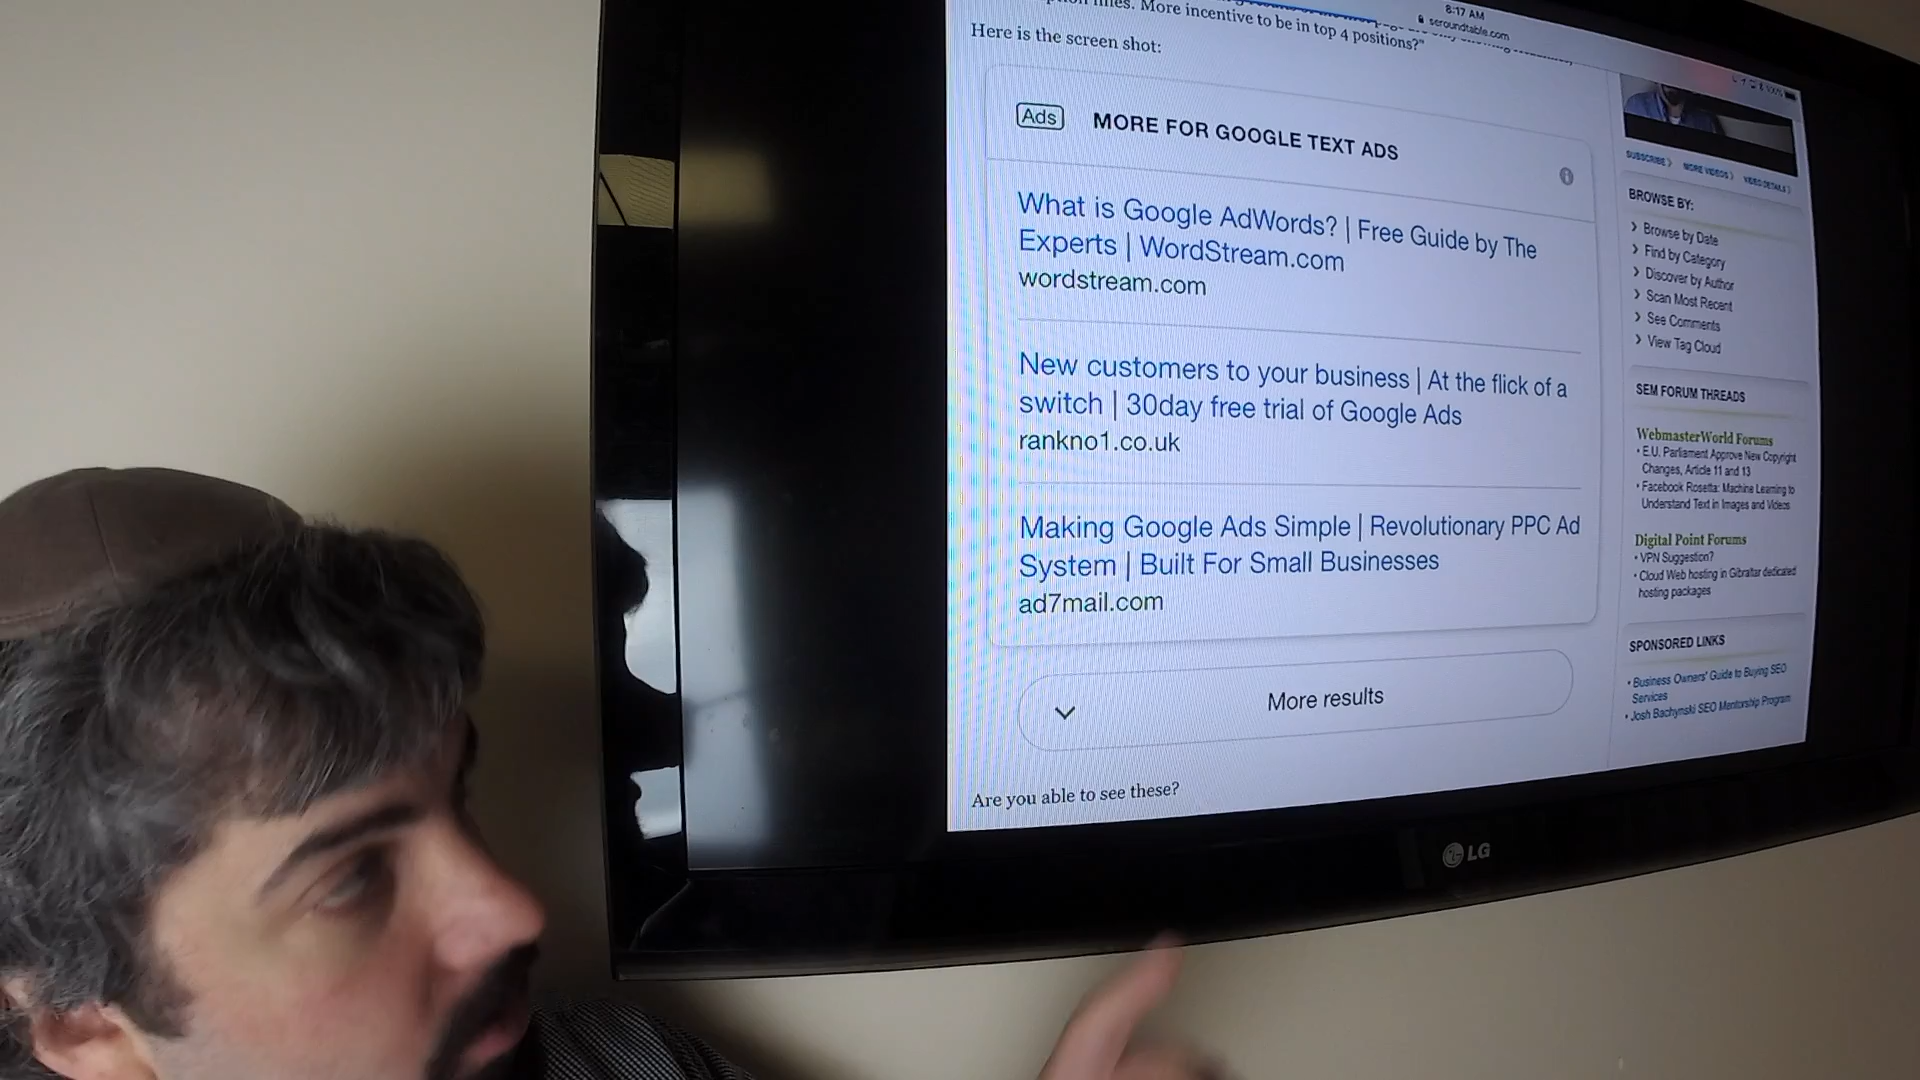 8:17 AM
seroundtable.com
100%
lines. More incentive to be in top 4 positions?"
Here is the screen shot:
Ads MORE FOR GOOGLE TEXT ADS
What is Google AdWords? | Free Guide by The
Experts | WordStream.com
wordstream.com
New customers to your business | At the flick of a
switch | 30day free trial of Google Ads
rankno1.co.uk
Making Google Ads Simple | Revolutionary PPC Ad
System | Built For Small Businesses
ad7mail.com
More results
Are you able to see these?
SUBSCRIBE › MORE VIDEOS › VIDEO DETAILS ›
BROWSE BY:
› Browse by Date
› Find by Category
› Discover by Author
› Scan Most Recent
› See Comments
› View Tag Cloud
SEM FORUM THREADS
WebmasterWorld Forums
• E.U. Parliament Approve New Copyright
Changes, Article 11 and 13
• Facebook Rosetta: Machine Learning to
Understand Text in Images and Videos
Digital Point Forums
• VPN Suggestion?
• Cloud Web hosting in Gibraltar dedicated
hosting packages
SPONSORED LINKS
• Business Owners' Guide to Buying SEO
Services
• Josh Bachynski SEO Mentorship Program
LG